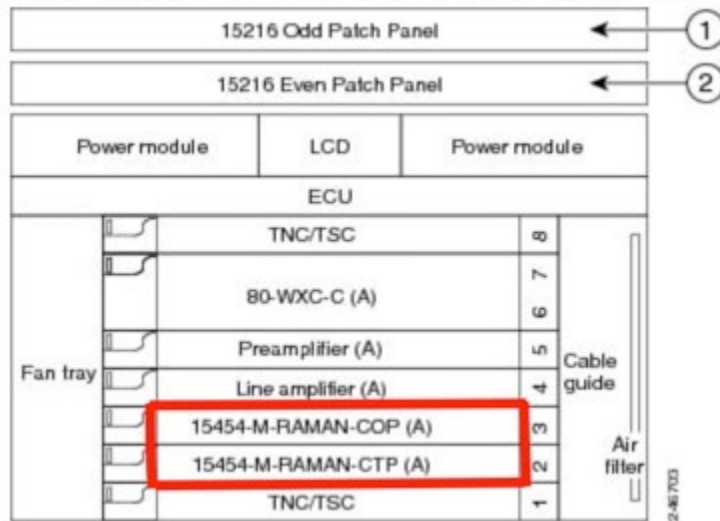 15216 Odd Patch Panel 1
15216 Even Patch Panel 2
Power module LCD Power module
ECU
TNC/TSC 8
7
80-WXC-C (A)
6
Preamplifier (A) 5
Fan tray
Cable guide
Line amplifier (A) 4
15454-M-RAMAN-COP (A) 3
15454-M-RAMAN-CTP (A) 2
Air filter
TNC/TSC 1
246703